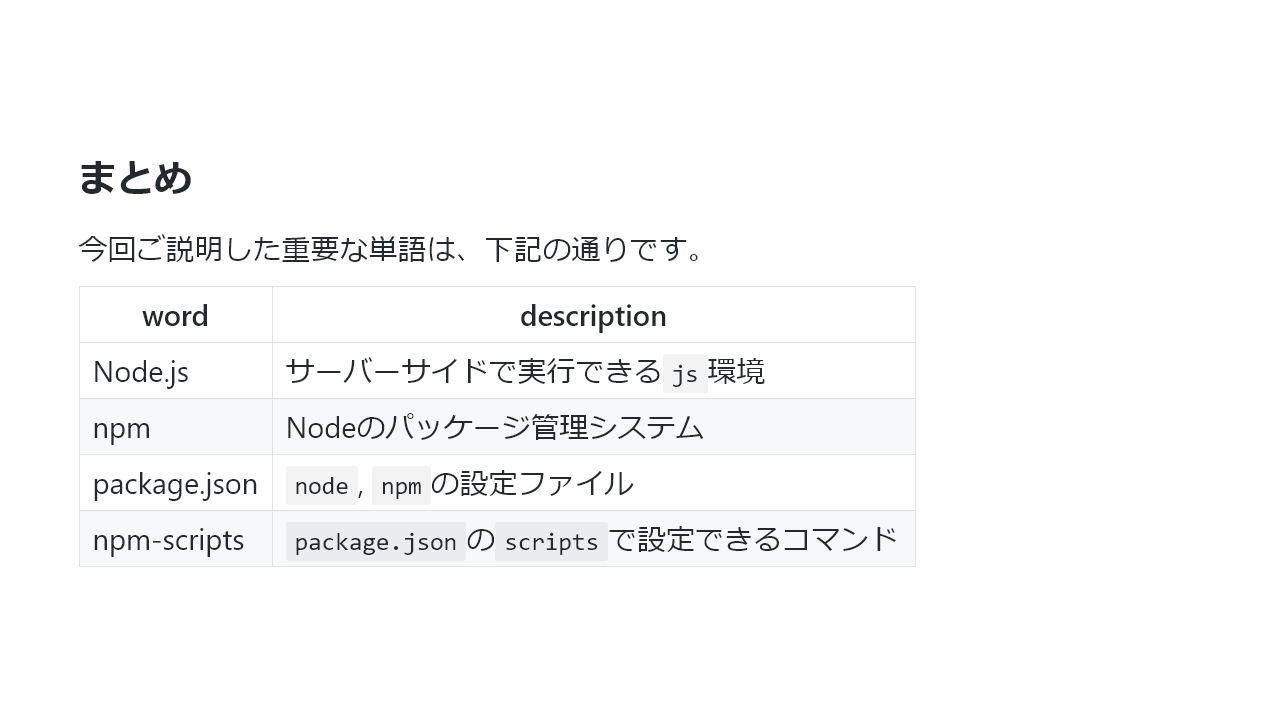 まとめ
今回ご説明した重要な単語は、下記の通りです。
word description
Node.js サーバーサイドで実行できるjs環境
npm Nodeのパッケージ管理システム
package.json node, npmの設定ファイル
npm-scripts package.jsonのscriptsで設定できるコマンド